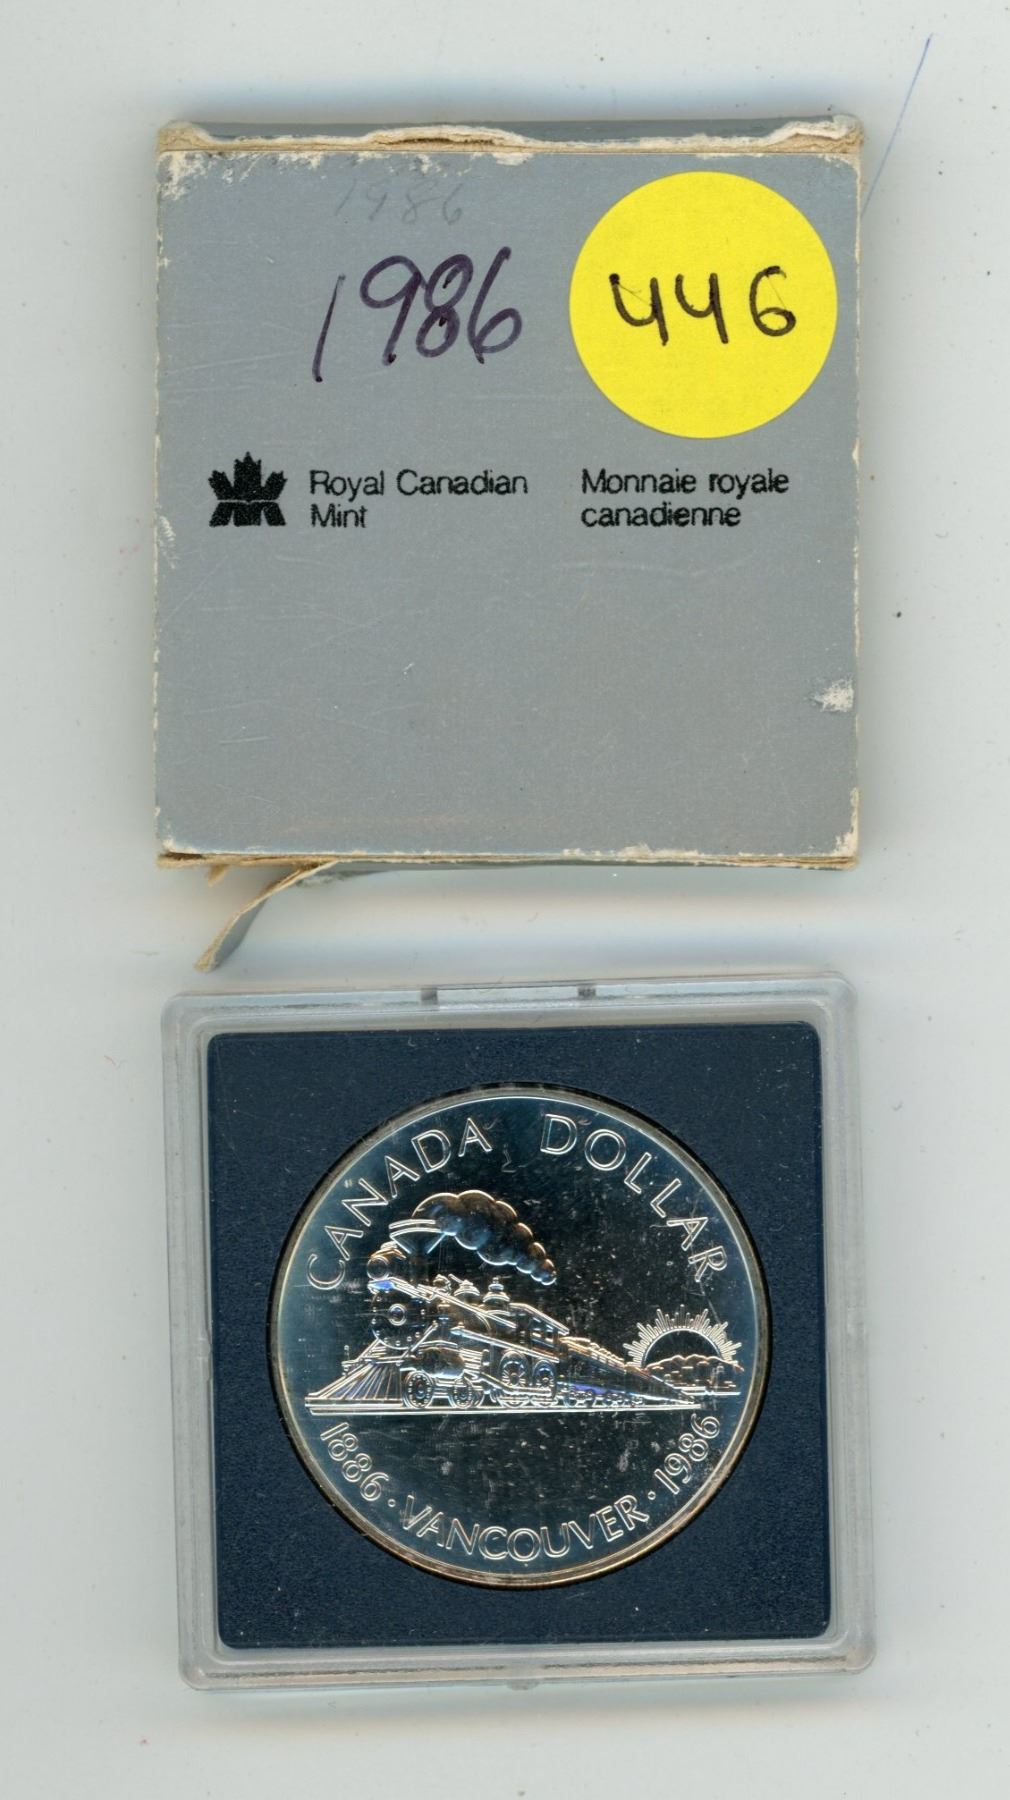 1986
1986
446
Royal Canadian
Mint
Monnaie royale
canadienne
CANADA DOLLAR
1886 · VANCOUVER · 1986